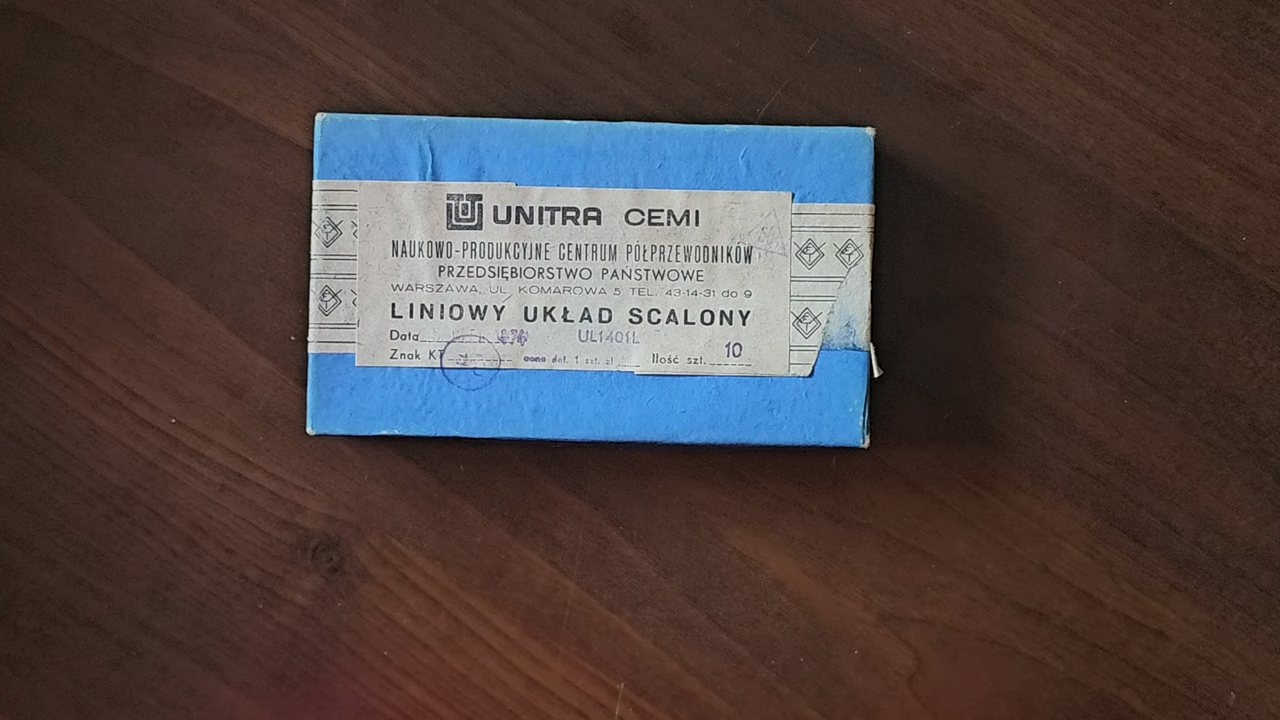 UNITRA CEMI
NAUKOWO-PRODUKCYJNE CENTRUM PÓŁPRZEWODNIKÓW
PRZEDSIĘBIORSTWO PAŃSTWOWE
WARSZAWA, UL. KOMAROWA 5 TEL. 43-14-31 do 9
LINIOWY UKŁAD SCALONY
Data UL1401L
Znak KT cena det. 1 szt. zł Ilość szt. 10